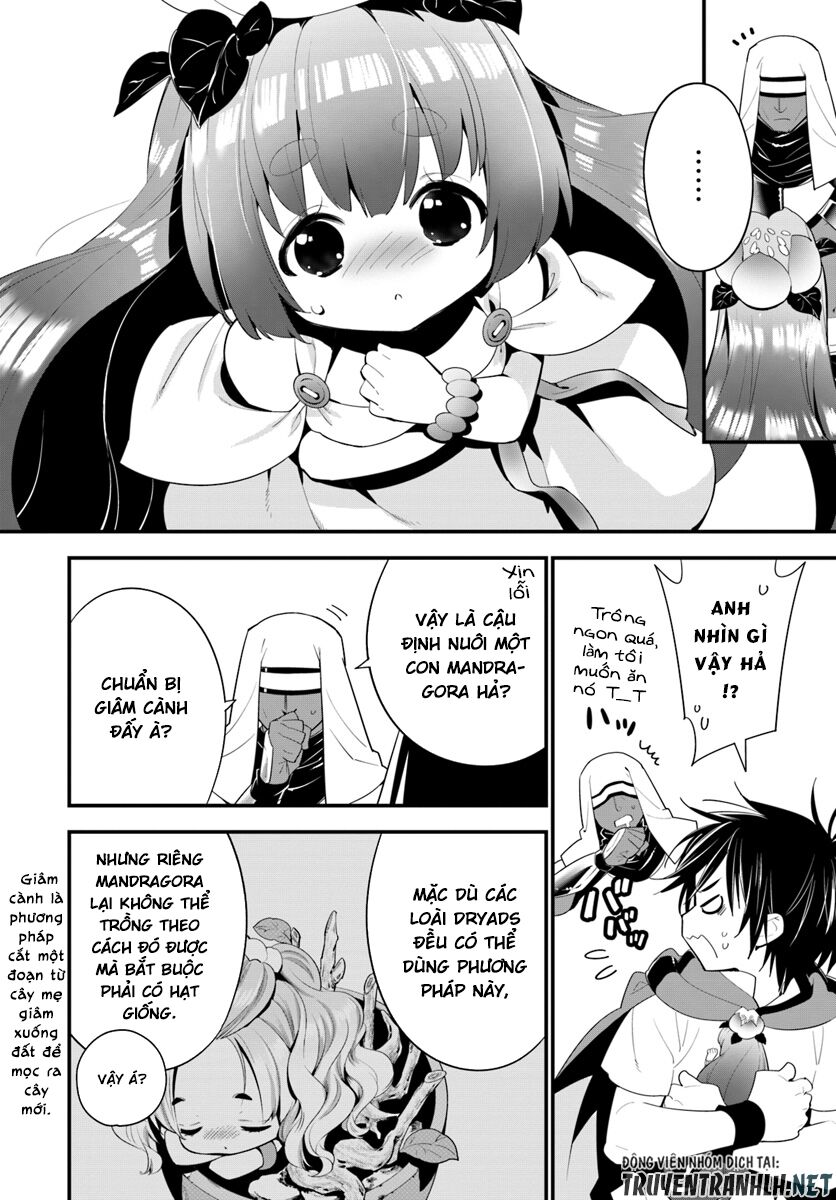 .......
ANH
NHÌN GÌ
VẬY HẢ
!?
Trông
ngon quá,
làm tôi
muốn ăn
nó T_T
Xin
lỗi
VẬY LÀ CẬU
ĐỊNH NUÔI MỘT
CON MANDRA-
GORA HẢ?
CHUẨN BỊ
GIÂM CÀNH
ĐẤY À?
MẶC DÙ CÁC
LOÀI DRYADS
ĐỀU CÓ THỂ
DÙNG PHƯƠNG
PHÁP NÀY,
NHƯNG RIÊNG
MANDRAGORA
LẠI KHÔNG THỂ
TRỒNG THEO
CÁCH ĐÓ ĐƯỢC
MÀ BẮT BUỘC
PHẢI CÓ HẠT
GIỐNG.
VẬY Á?
Giâm
cành là
phương
pháp
cắt một
đoạn từ
cây mẹ
giâm
xuống
đất để
mọc ra
cây
mới.
ĐỘNG VIÊN NHÓM DỊCH TẠI:
TRUYENTRANHLH.NET